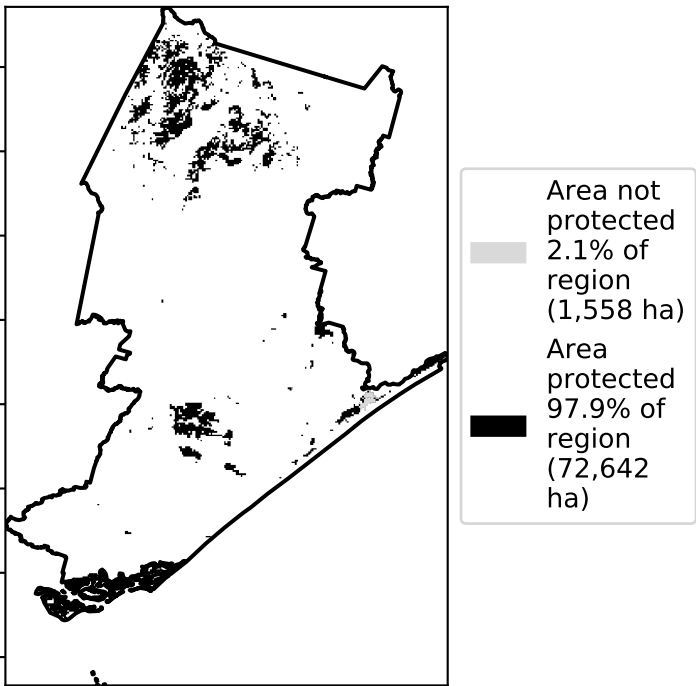 Area not
protected
2.1% of
region
(1,558 ha)
Area
protected
97.9% of
region
(72,642
ha)